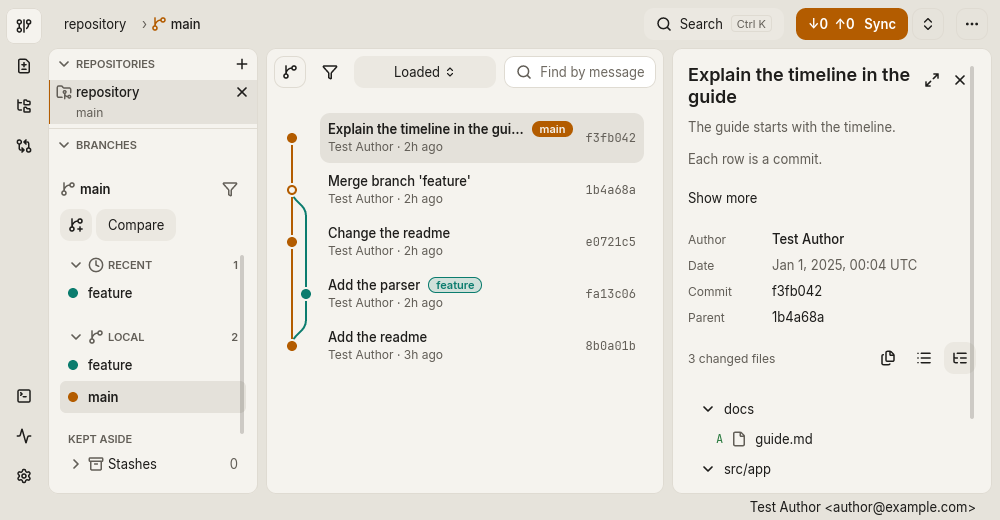 repository
main
Search
Ctrl K
↓0 ↑0 Sync
REPOSITORIES
repository
main
BRANCHES
main
Compare
RECENT
1
feature
LOCAL
2
feature
main
KEPT ASIDE
Stashes
0
Loaded
Find by message
Explain the timeline in the gui...
main
Test Author · 2h ago
f3fb042
Merge branch 'feature'
Test Author · 2h ago
1b4a68a
Change the readme
Test Author · 2h ago
e0721c5
Add the parser
feature
Test Author · 2h ago
fa13c06
Add the readme
Test Author · 3h ago
8b0a01b
Explain the timeline in the
guide
The guide starts with the timeline.
Each row is a commit.
Show more
Author Test Author
Date Jan 1, 2025, 00:04 UTC
Commit f3fb042
Parent 1b4a68a
3 changed files
docs
A guide.md
src/app
Test Author <author@example.com>